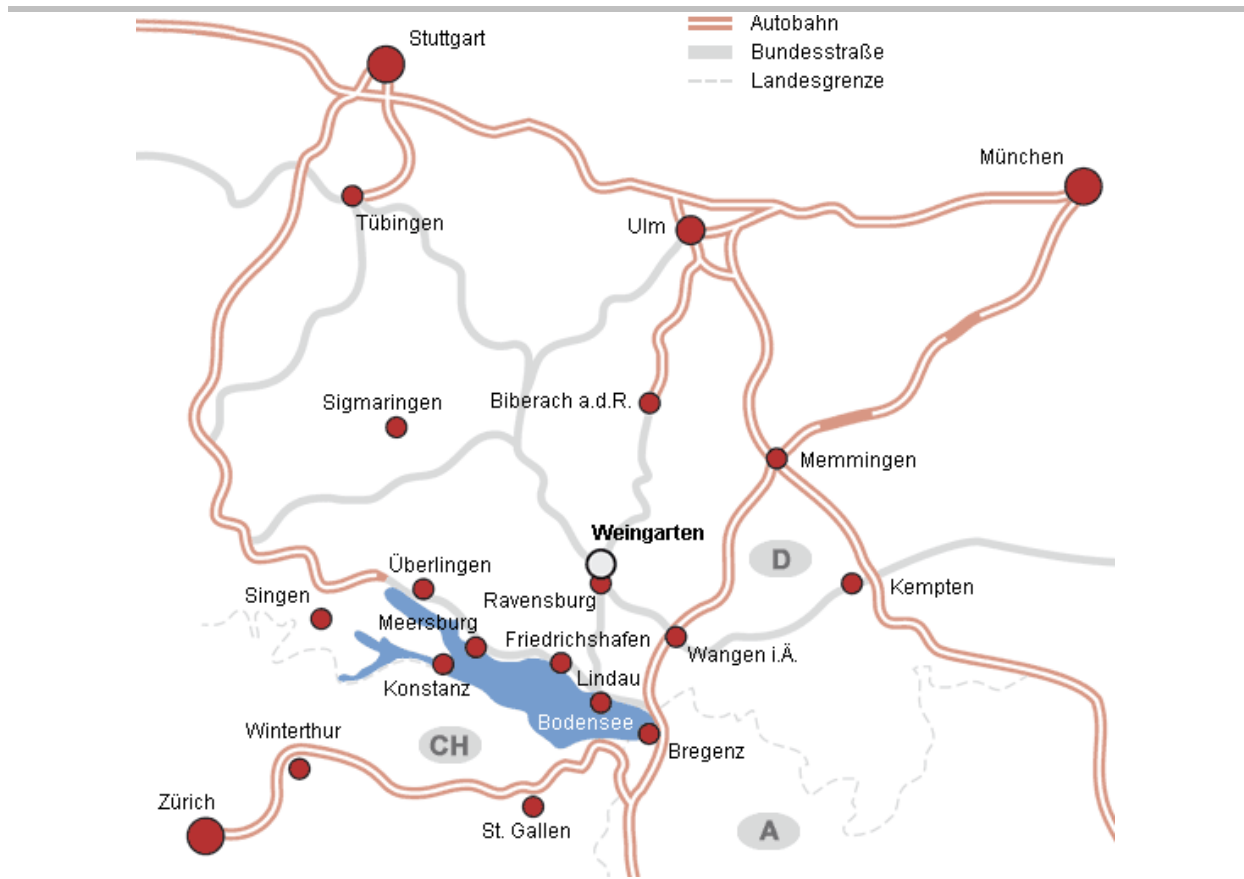 Autobahn
Stuttgart
Bundesstraße
Landesgrenze
München
Tübingen
Ulm
Sigmaringen
Biberach a.d.R.
Memmingen
Weingarten
D
Überlingen
Kempten
Singen
Ravensburg
Meersburg
Friedrichshafen
Wangen i.Ä.
Konstanz
Lindau
Bodensee
Winterthur
CH
Bregenz
Zürich
St. Gallen
A